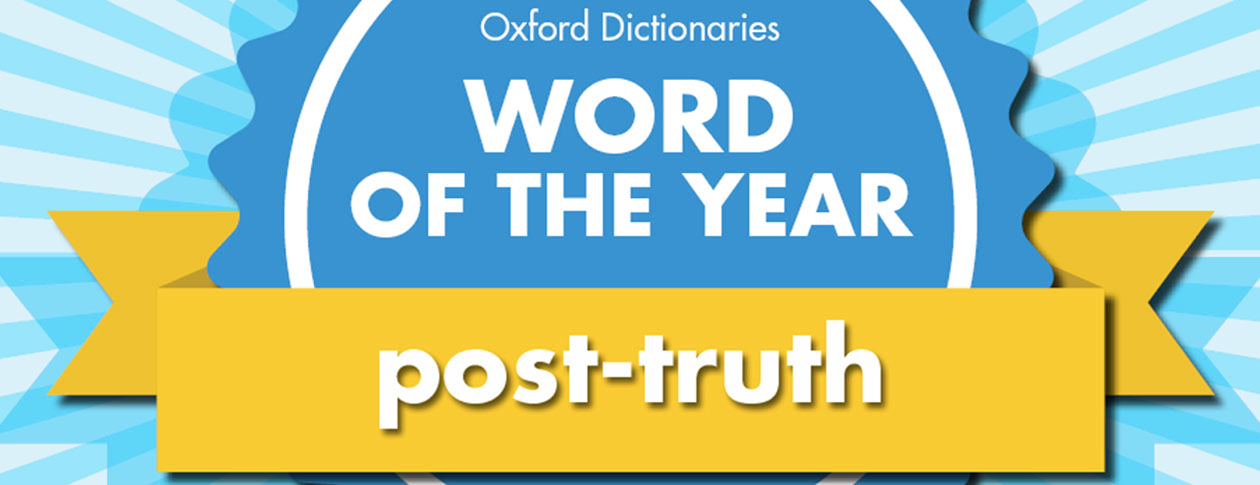 Oxford Dictionaries
WORD
OF THE YEAR
post-truth